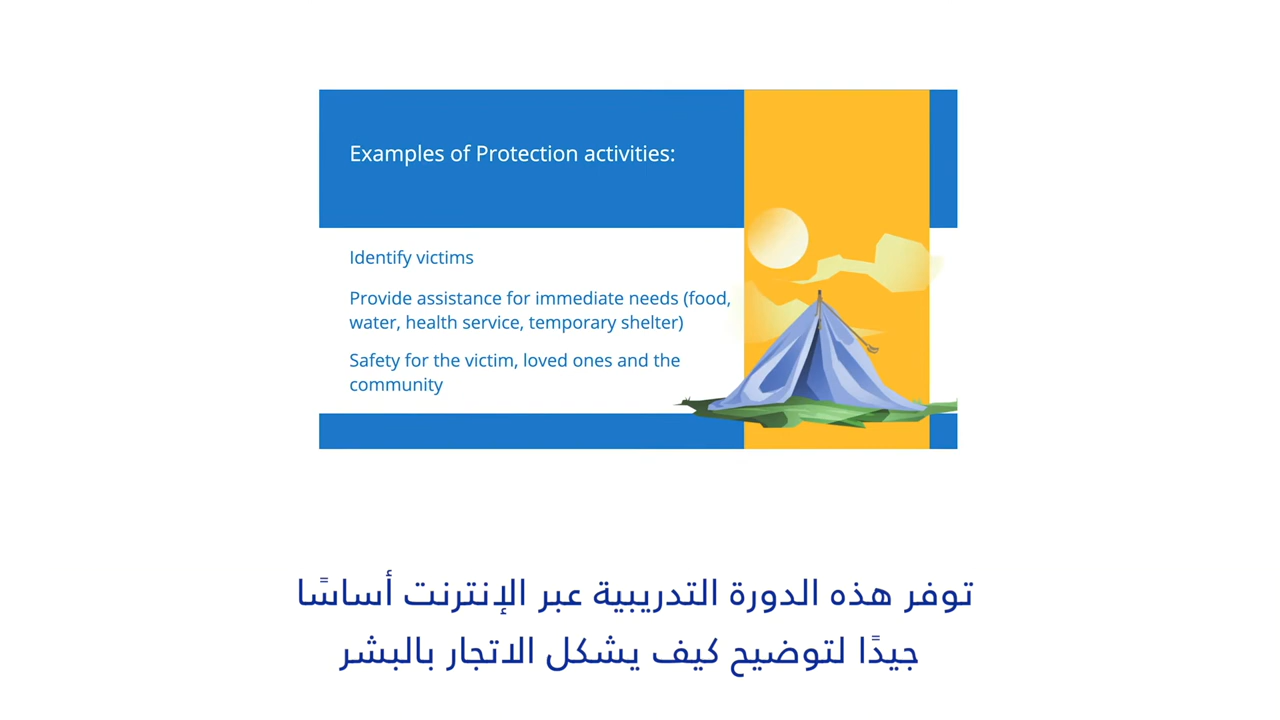 Examples of Protection activities:
Identify victims
Provide assistance for immediate needs (food,
water, health service, temporary shelter)
Safety for the victim, loved ones and the
community
توفر هذه الدورة التدريبية عبر الإنترنت أساسًا
جيدًا لتوضيح كيف يشكل الاتجار بالبشر